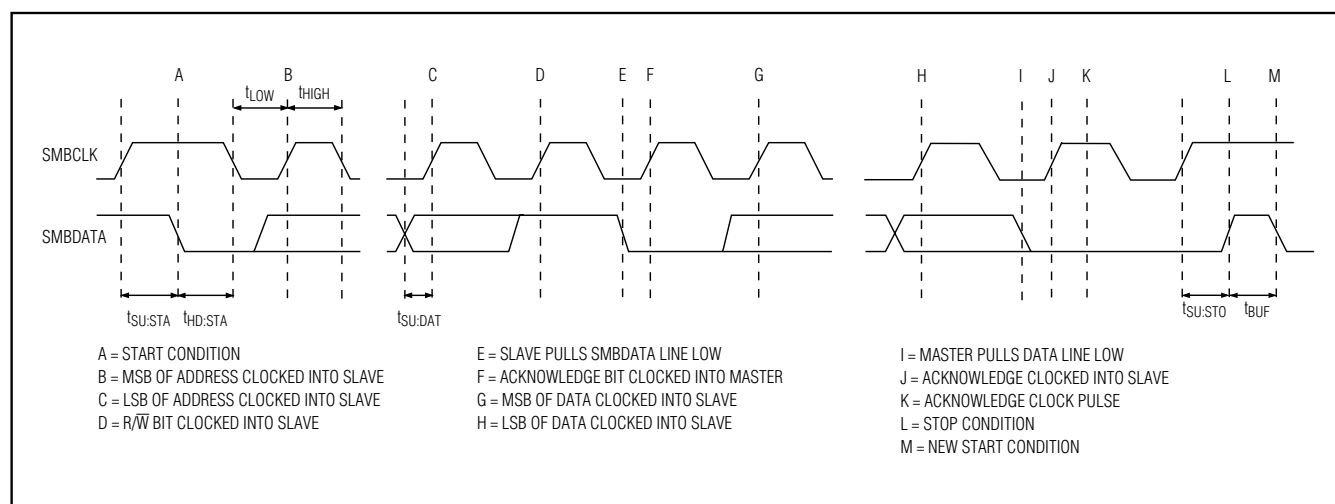 A B C D E F G H I J K L M
tLOW tHIGH
SMBCLK
SMBDATA
tSU:STA tHD:STA tSU:DAT tSU:STO tBUF
A = START CONDITION
B = MSB OF ADDRESS CLOCKED INTO SLAVE
C = LSB OF ADDRESS CLOCKED INTO SLAVE
D = R/W̅ BIT CLOCKED INTO SLAVE
E = SLAVE PULLS SMBDATA LINE LOW
F = ACKNOWLEDGE BIT CLOCKED INTO MASTER
G = MSB OF DATA CLOCKED INTO SLAVE
H = LSB OF DATA CLOCKED INTO SLAVE
I = MASTER PULLS DATA LINE LOW
J = ACKNOWLEDGE CLOCKED INTO SLAVE
K = ACKNOWLEDGE CLOCK PULSE
L = STOP CONDITION
M = NEW START CONDITION